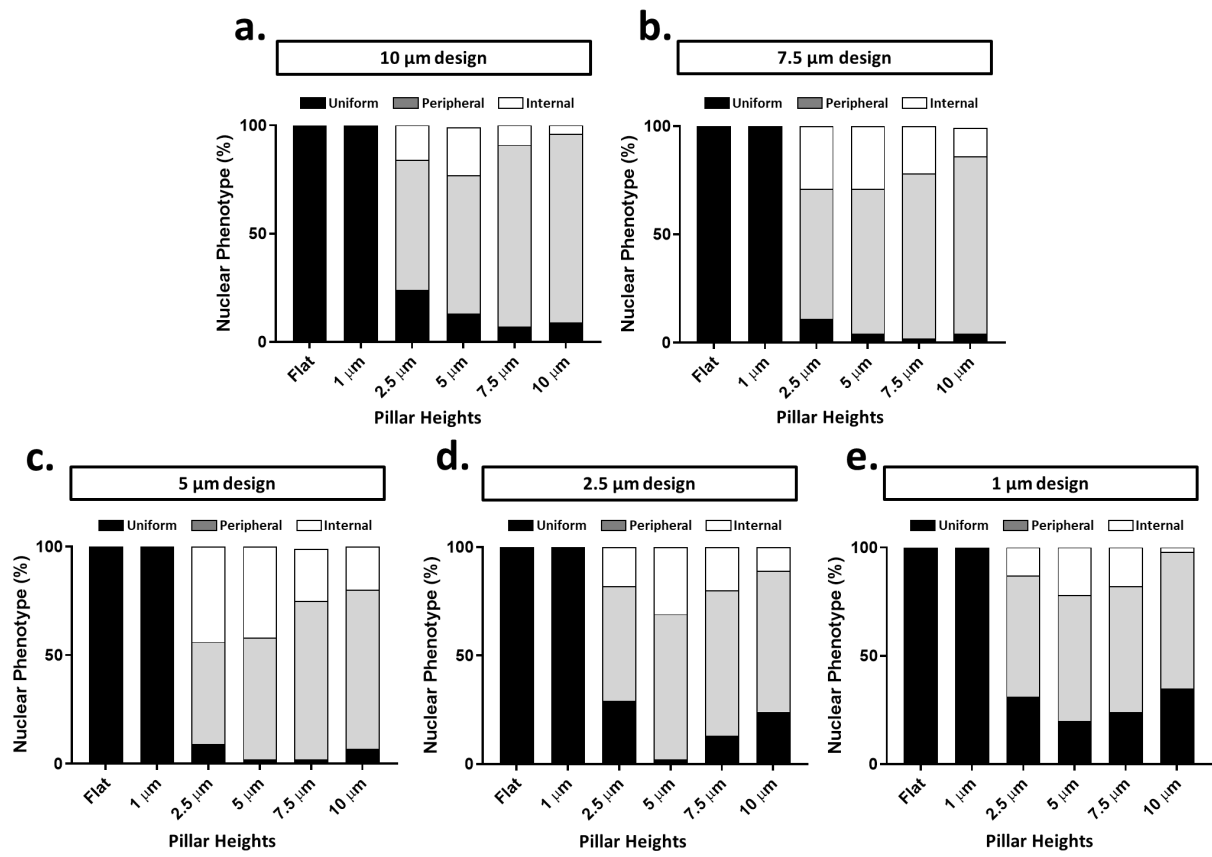 a.
10 µm design
Uniform Peripheral Internal
Nuclear Phenotype (%)
100
50
0
Flat 1 µm 2.5 µm 5 µm 7.5 µm 10 µm
Pillar Heights
b.
7.5 µm design
Uniform Peripheral Internal
Nuclear Phenotype (%)
100
50
0
Flat 1 µm 2.5 µm 5 µm 7.5 µm 10 µm
Pillar Heights
c.
5 µm design
Uniform Peripheral Internal
Nuclear Phenotype (%)
100
50
0
Flat 1 µm 2.5 µm 5 µm 7.5 µm 10 µm
Pillar Heights
d.
2.5 µm design
Uniform Peripheral Internal
Nuclear Phenotype (%)
100
50
0
Flat 1 µm 2.5 µm 5 µm 7.5 µm 10 µm
Pillar Heights
e.
1 µm design
Uniform Peripheral Internal
Nuclear Phenotype (%)
100
50
0
Flat 1 µm 2.5 µm 5 µm 7.5 µm 10 µm
Pillar Heights